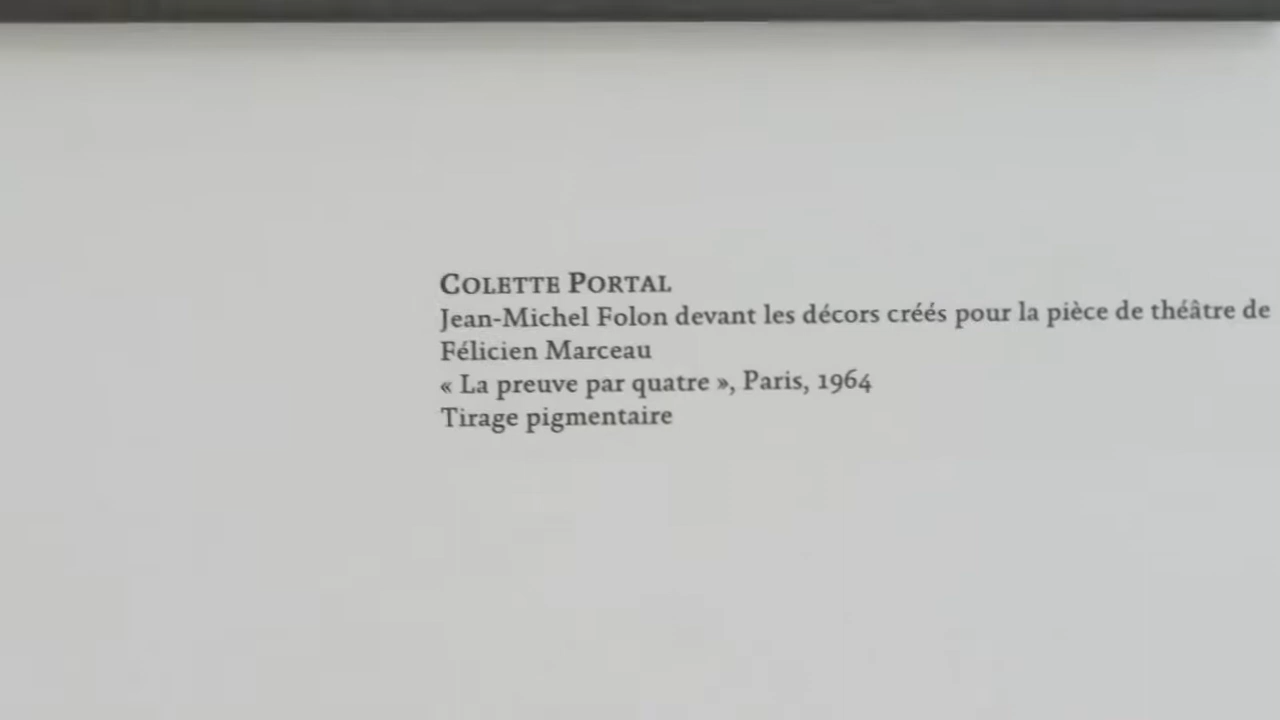 COLETTE PORTAL
Jean-Michel Folon devant les décors créés pour la pièce de théâtre de
Félicien Marceau
« La preuve par quatre », Paris, 1964
Tirage pigmentaire